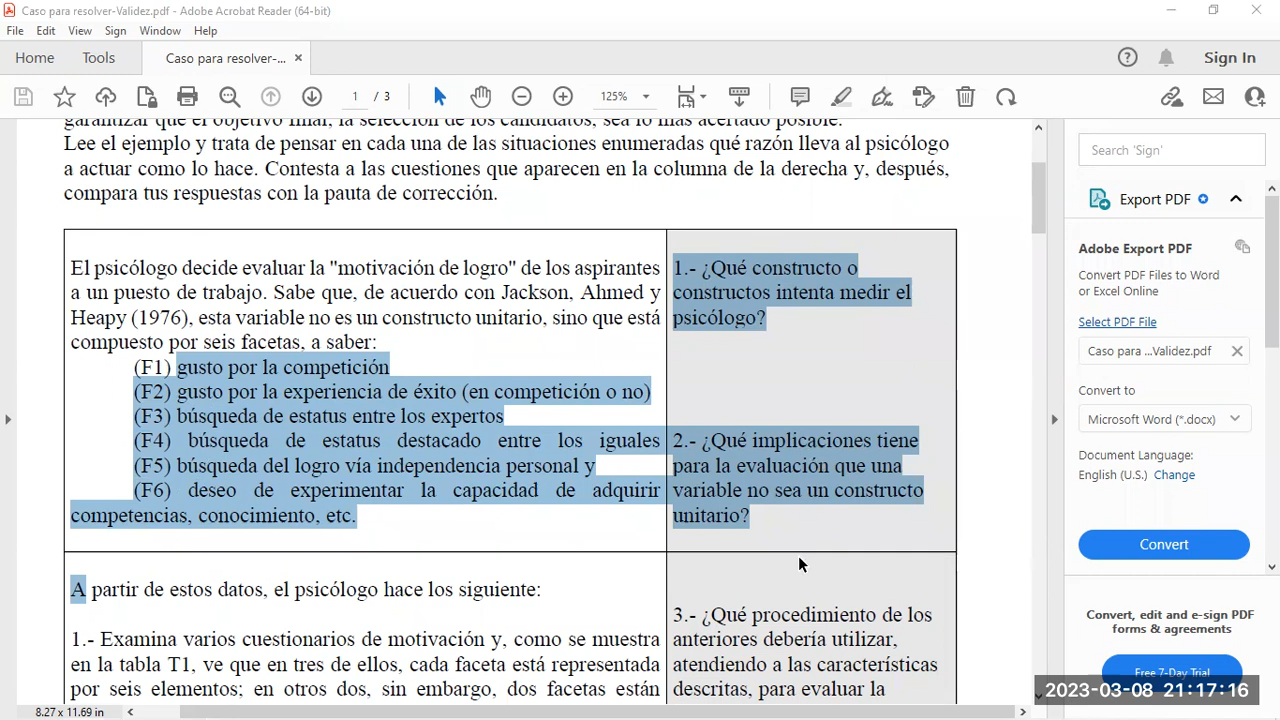 Caso para resolver-Validez.pdf - Adobe Acrobat Reader (64-bit)
File Edit View Sign Window Help
Home Tools Caso para resolver-... × Sign In
1 / 3 125%
garantizar que el objetivo final, la selección de los candidatos, sea lo más acertado posible.
Lee el ejemplo y trata de pensar en cada una de las situaciones enumeradas qué razón lleva al psicólogo
a actuar como lo hace. Contesta a las cuestiones que aparecen en la columna de la derecha y, después,
compara tus respuestas con la pauta de corrección.
El psicólogo decide evaluar la "motivación de logro" de los aspirantes
a un puesto de trabajo. Sabe que, de acuerdo con Jackson, Ahmed y
Heapy (1976), esta variable no es un constructo unitario, sino que está
compuesto por seis facetas, a saber:
(F1) gusto por la competición
(F2) gusto por la experiencia de éxito (en competición o no)
(F3) búsqueda de estatus entre los expertos
(F4) búsqueda de estatus destacado entre los iguales
(F5) búsqueda del logro vía independencia personal y
(F6) deseo de experimentar la capacidad de adquirir
competencias, conocimiento, etc.
1.- ¿Qué constructo o
constructos intenta medir el
psicólogo?
2.- ¿Qué implicaciones tiene
para la evaluación que una
variable no sea un constructo
unitario?
A partir de estos datos, el psicólogo hace los siguiente:
1.- Examina varios cuestionarios de motivación y, como se muestra
en la tabla T1, ve que en tres de ellos, cada faceta está representada
por seis elementos; en otros dos, sin embargo, dos facetas están
3.- ¿Qué procedimiento de los
anteriores debería utilizar,
atendiendo a las características
descritas, para evaluar la
8.27 x 11.69 in
Search 'Sign'
Export PDF
Adobe Export PDF
Convert PDF Files to Word
or Excel Online
Select PDF File
Caso para ...Validez.pdf
Convert to
Microsoft Word (*.docx)
Document Language:
English (U.S.) Change
Convert
Convert, edit and e-sign PDF
forms & agreements
Free 7-Day Trial
2023-03-08 21:17:16